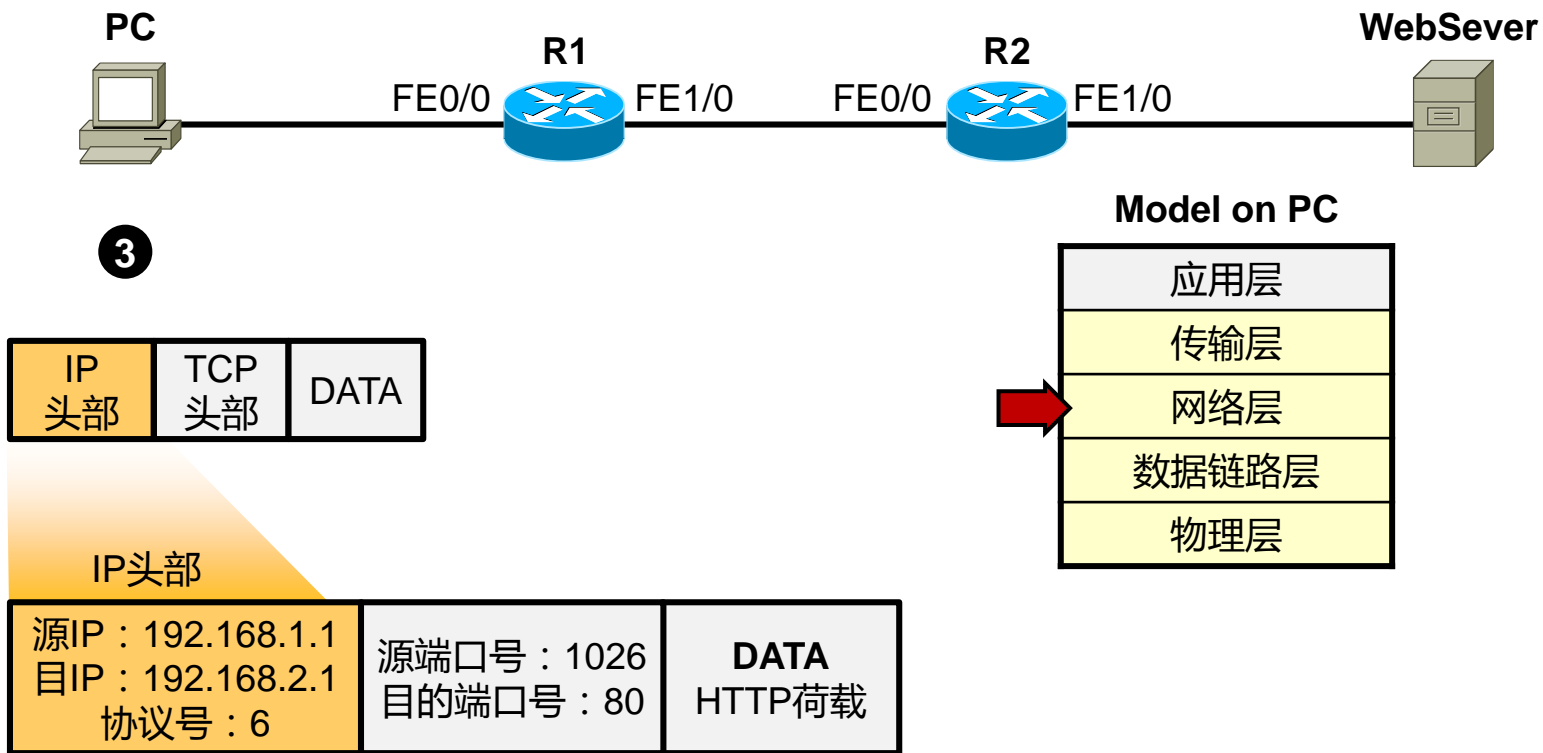 PC
R1
R2
WebSever
FE0/0
FE1/0
FE0/0
FE1/0
3
Model on PC
应用层
传输层
网络层
数据链路层
物理层
IP
头部
TCP
头部
DATA
IP头部
源IP：192.168.1.1
目IP：192.168.2.1
协议号：6
源端口号：1026
目的端口号：80
DATA
HTTP荷载